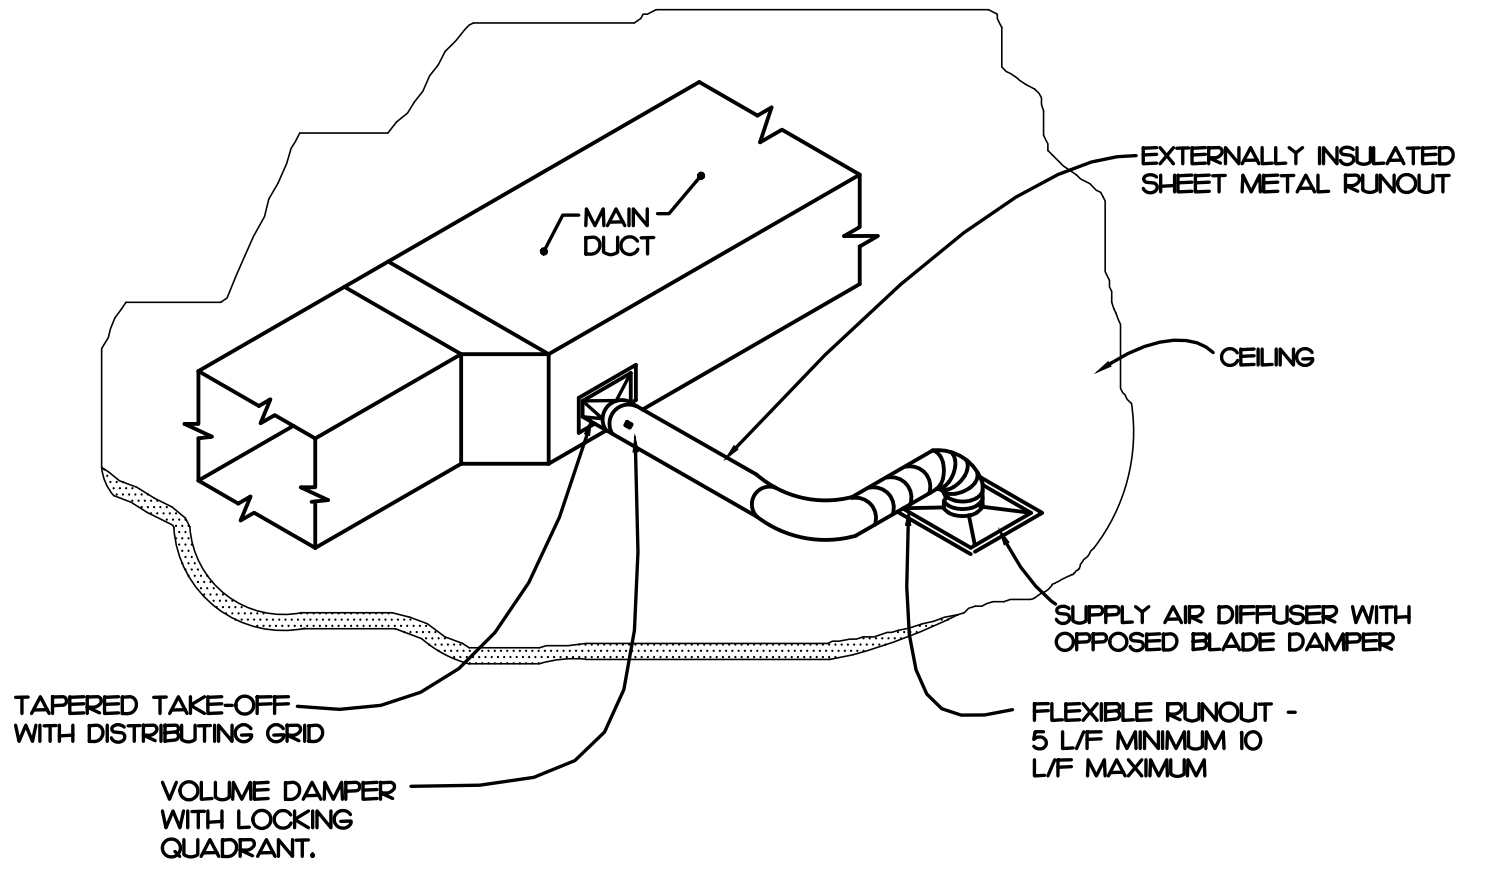 EXTERNALLY INSULATED
SHEET METAL RUNOUT
MAIN
DUCT
CEILING
SUPPLY AIR DIFFUSER WITH
OPPOSED BLADE DAMPER
TAPERED TAKE-OFF
WITH DISTRIBUTING GRID
FLEXIBLE RUNOUT -
5 L/F MINIMUM 10
L/F MAXIMUM
VOLUME DAMPER
WITH LOCKING
QUADRANT.